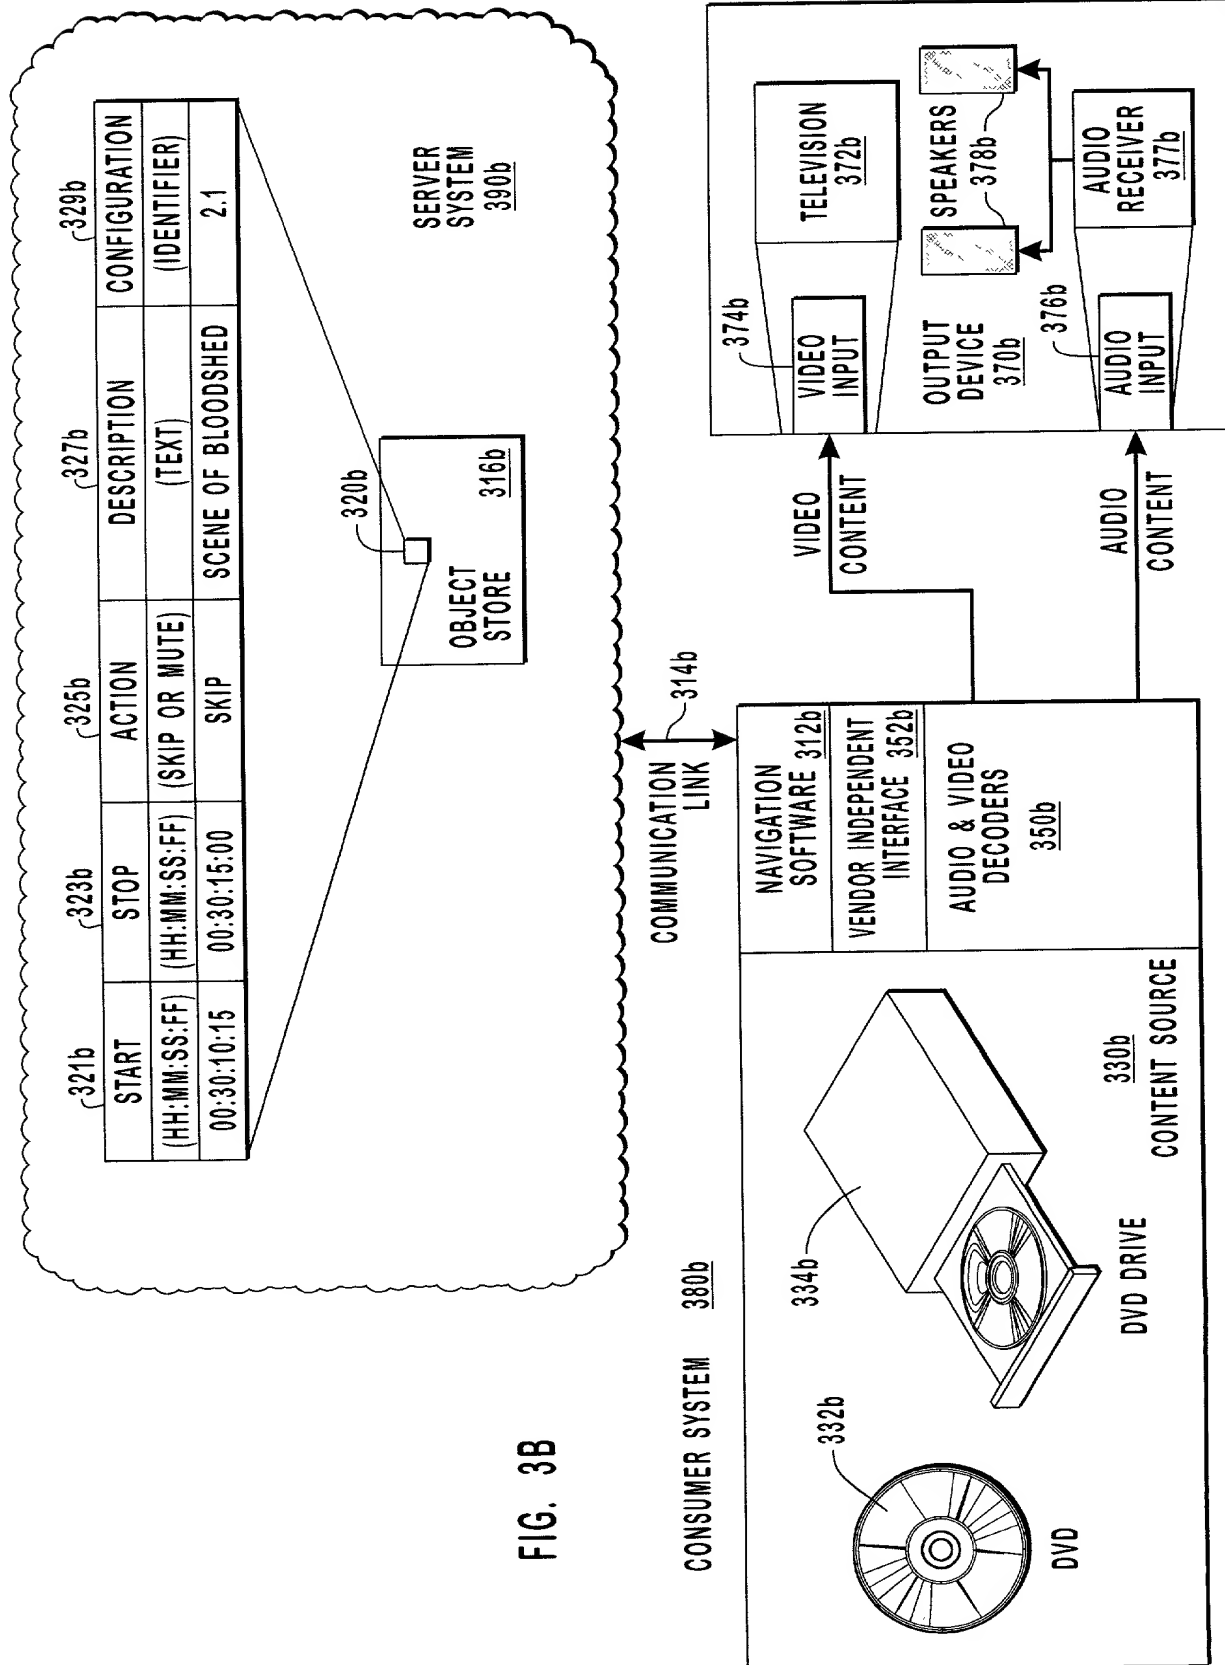 321b
323b
325b
327b
329b
START
STOP
ACTION
DESCRIPTION
CONFIGURATION
(HH:MM:SS:FF)
(HH:MM:SS:FF)
(SKIP OR MUTE)
(TEXT)
(IDENTIFIER)
00:30:10:15
00:30:15:00
SKIP
SCENE OF BLOODSHED
2.1
320b
OBJECT
STORE
316b
SERVER
SYSTEM
390b
FIG. 3B
COMMUNICATION
LINK
314b
CONSUMER SYSTEM 380b
332b
DVD
334b
DVD DRIVE
330b
CONTENT SOURCE
NAVIGATION
SOFTWARE 312b
VENDOR INDEPENDENT
INTERFACE 352b
AUDIO & VIDEO
DECODERS
350b
VIDEO
CONTENT
AUDIO
CONTENT
374b
VIDEO
INPUT
TELEVISION
372b
OUTPUT
DEVICE
370b
SPEAKERS
378b
376b
AUDIO
INPUT
AUDIO
RECEIVER
377b